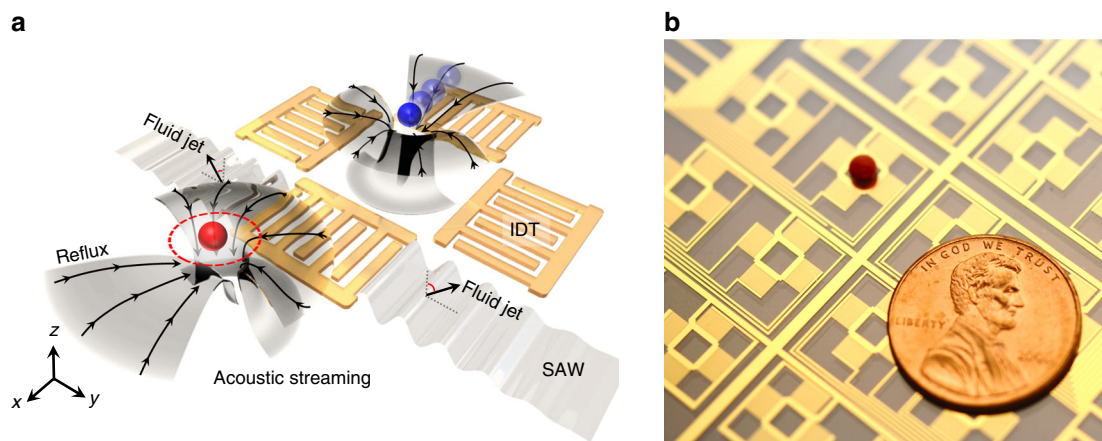 a
Fluid jet
Reflux
IDT
Fluid jet
SAW
Acoustic streaming
z
x
y
b
IN GOD WE TRUST
LIBERTY